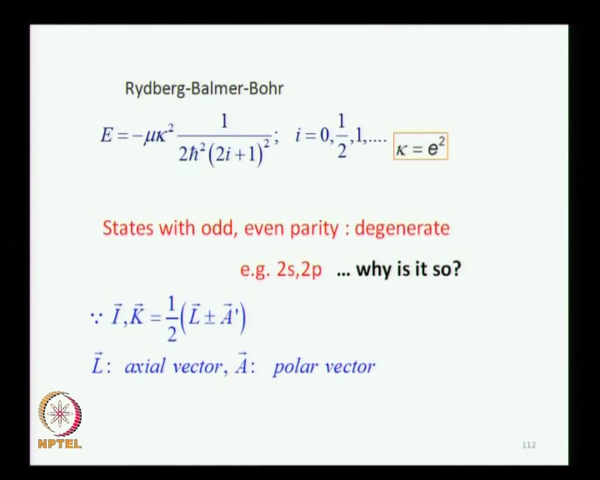 Rydberg-Balmer-Bohr
E = −μκ² 1 / 2ℏ²(2i+1)² ; i = 0, 1/2, 1, .... κ = e²
States with odd, even parity : degenerate
e.g. 2s,2p ... why is it so?
∵ I⃗, K⃗ = 1/2 (L⃗ ± A⃗')
L⃗ : axial vector, A⃗ : polar vector
NPTEL
112